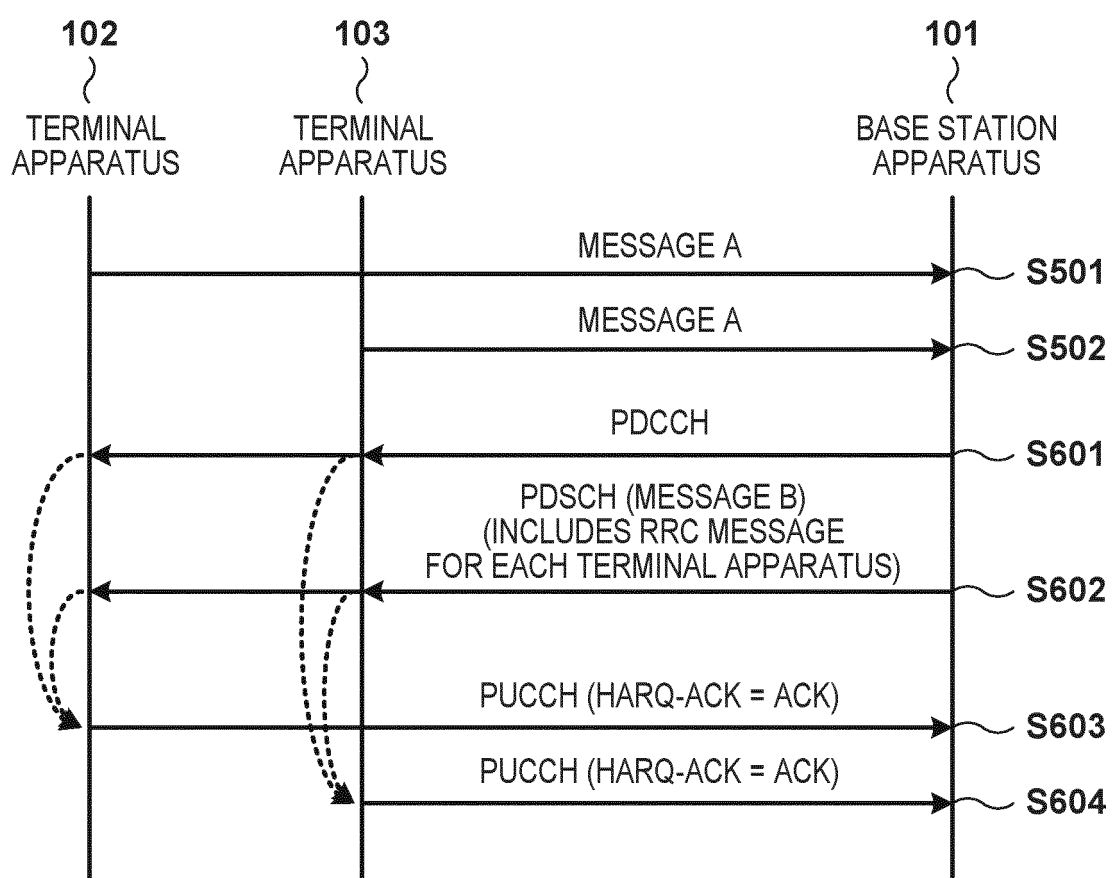 102
103
101
TERMINAL
APPARATUS
TERMINAL
APPARATUS
BASE STATION
APPARATUS
MESSAGE A
S501
MESSAGE A
S502
PDCCH
S601
PDSCH (MESSAGE B)
(INCLUDES RRC MESSAGE
FOR EACH TERMINAL APPARATUS)
S602
PUCCH (HARQ-ACK = ACK)
S603
PUCCH (HARQ-ACK = ACK)
S604